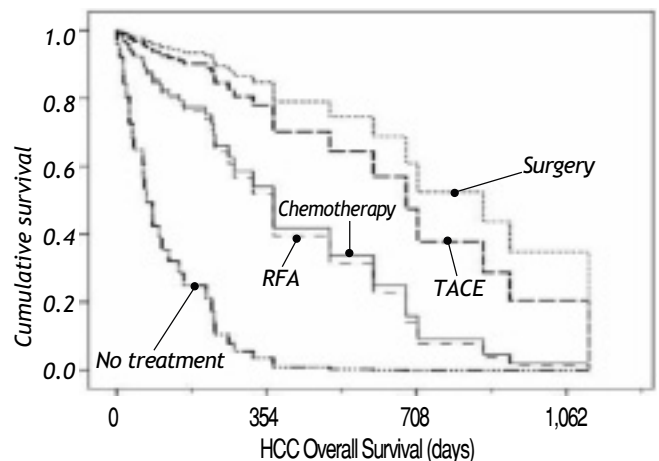 Cumulative survival
1.0
0.8
0.6
0.4
0.2
0.0
Surgery
Chemotherapy
RFA
TACE
No treatment
0 354 708 1,062
HCC Overall Survival (days)